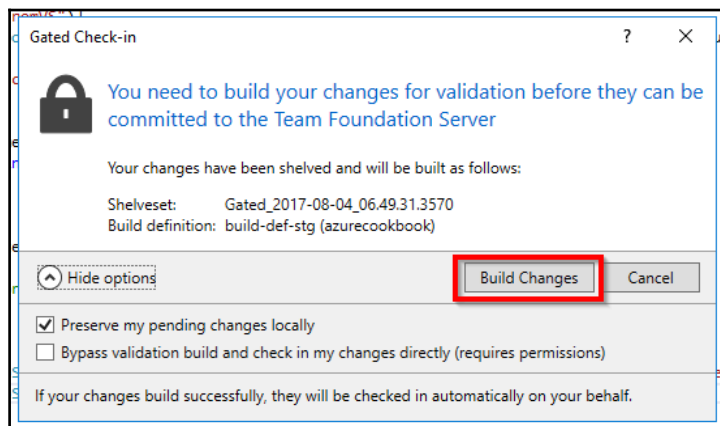 Gated Check-in ? X
You need to build your changes for validation before they can be
committed to the Team Foundation Server
Your changes have been shelved and will be built as follows:
Shelveset: Gated_2017-08-04_06.49.31.3570
Build definition: build-def-stg (azurecookbook)
Hide options Build Changes Cancel
Preserve my pending changes locally
Bypass validation build and check in my changes directly (requires permissions)
If your changes build successfully, they will be checked in automatically on your behalf.